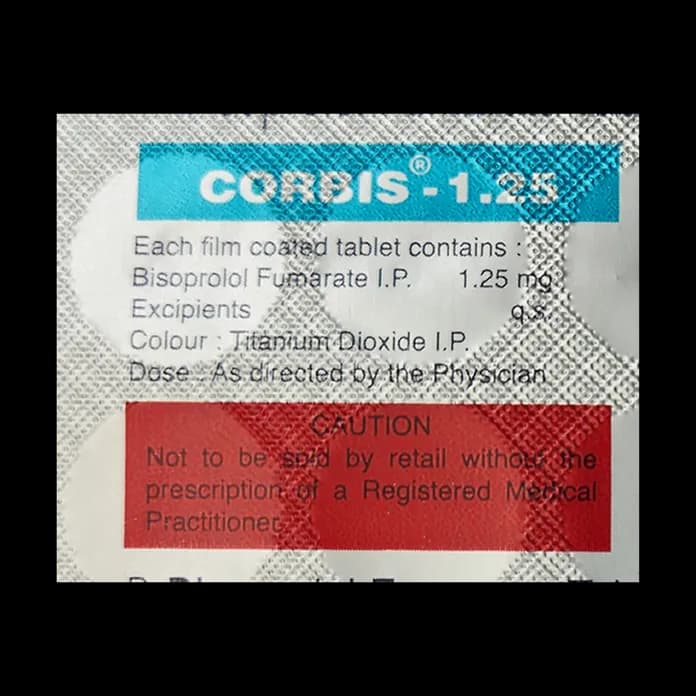 CORBIS® - 1.25
Each film coated tablet contains :
Bisoprolol Fumarate I.P. 1.25 mg
Excipients q.s.
Colour : Titanium Dioxide I.P.
Dose : As directed by the Physician
CAUTION
Not to be sold by retail without the
prescription of a Registered Medical
Practitioner.